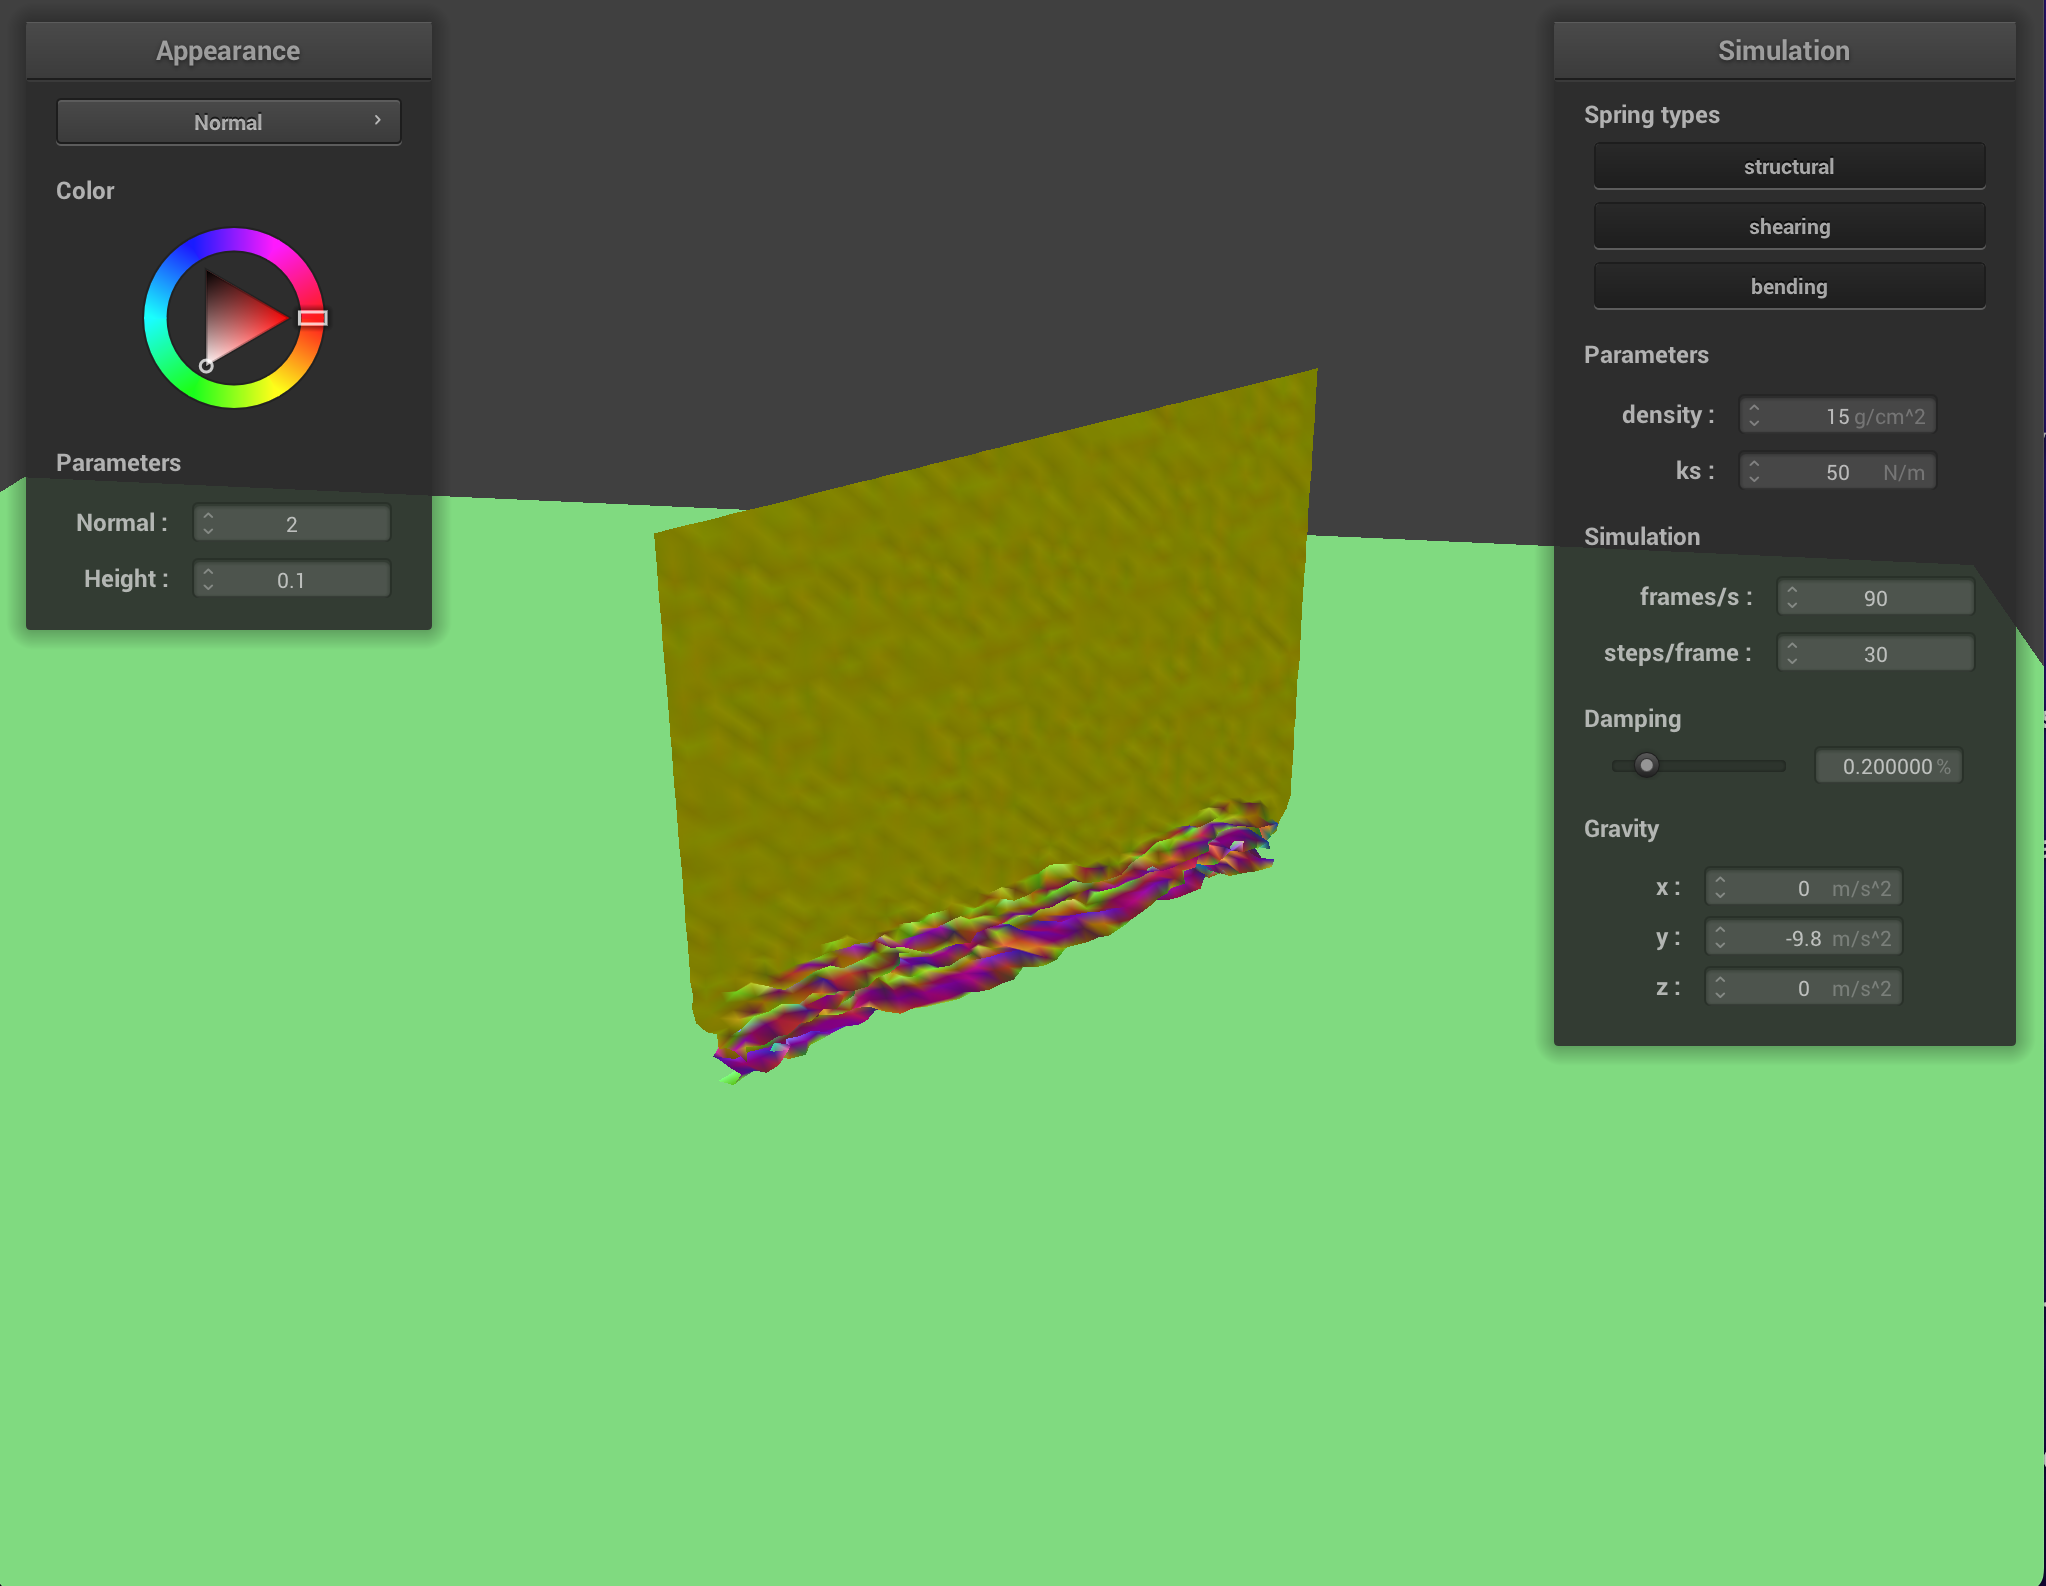 Appearance
Normal
Color
Parameters
Normal : 2
Height : 0.1
Simulation
Spring types
structural
shearing
bending
Parameters
density : 15 g/cm^2
ks : 50 N/m
Simulation
frames/s : 90
steps/frame : 30
Damping
0.200000 %
Gravity
x : 0 m/s^2
y : -9.8 m/s^2
z : 0 m/s^2